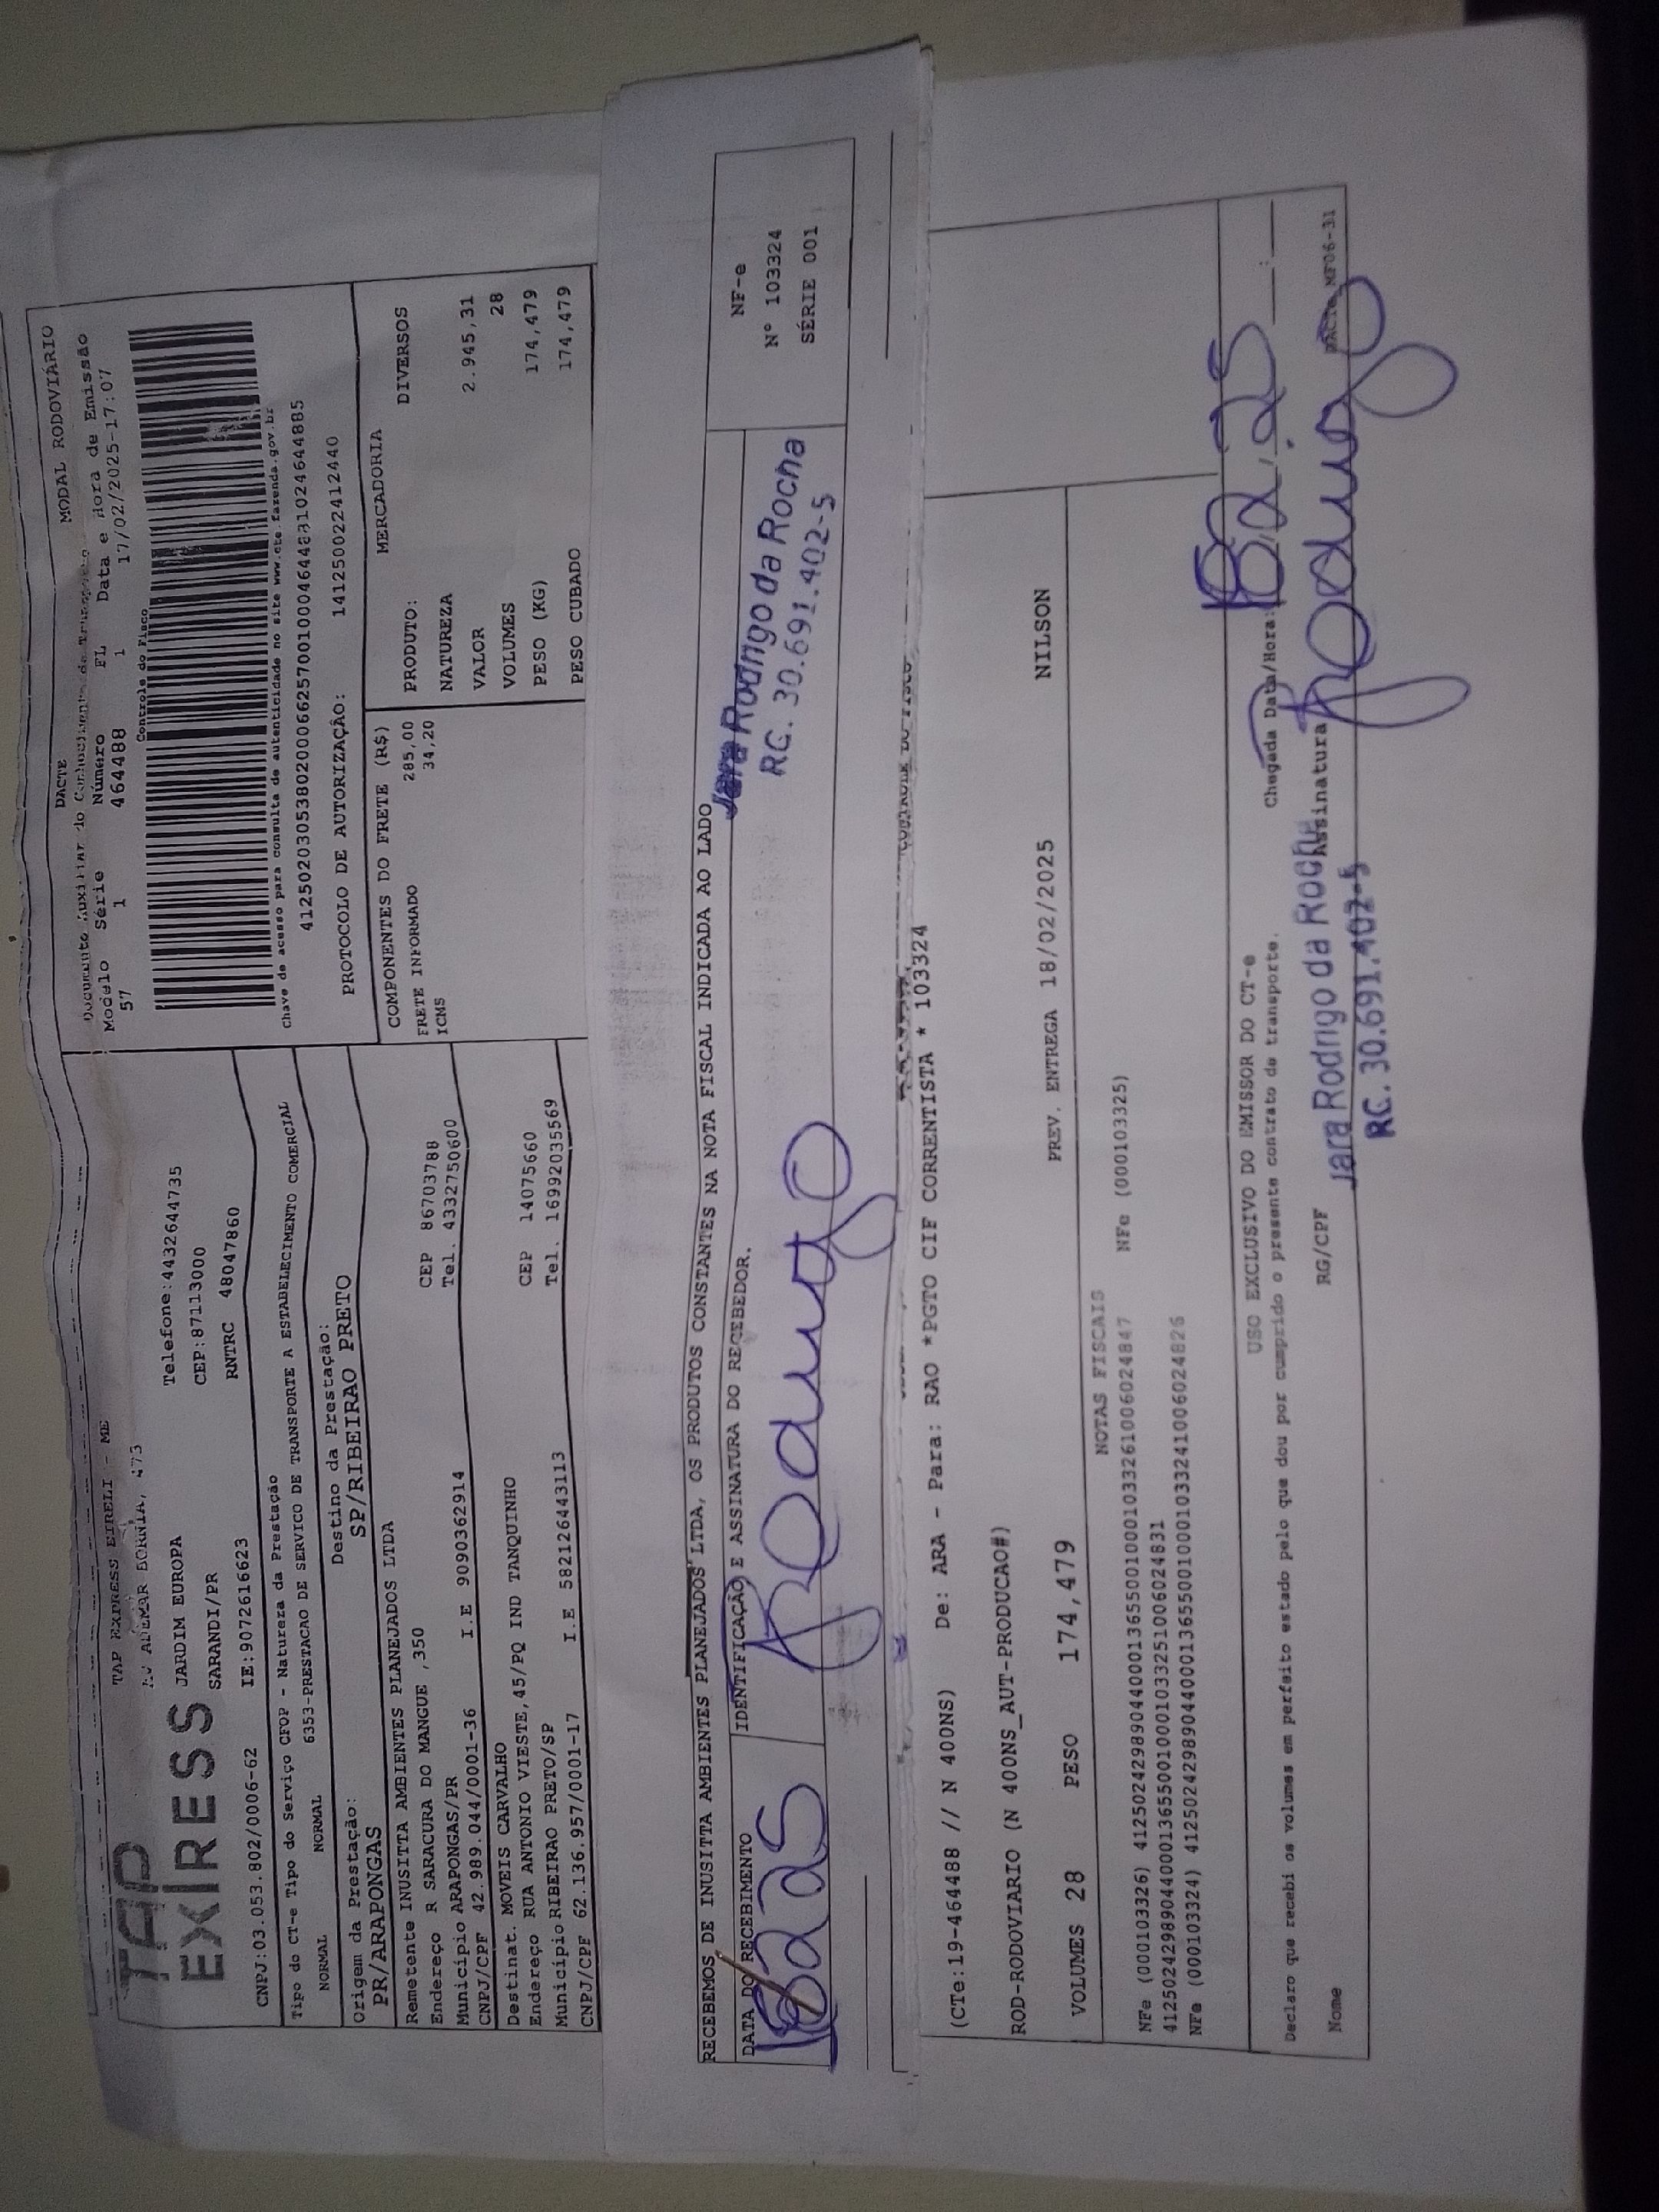 TAP
EXPRESS
TAP EXPRESS EIRELI - ME
AV ADEMAR BORNIA, 473
JARDIM EUROPA Telefone:4432644735
SARANDI/PR CEP:87113000
CNPJ:03.053.802/0006-62 IE:9072616623 RNTRC 48047860
Tipo do CT-e Tipo do Serviço CFOP - Natureza da Prestação
NORMAL NORMAL 6353-PRESTACAO DE SERVICO DE TRANSPORTE A ESTABELECIMENTO COMERCIAL
Origem da Prestação: Destino da Prestação:
PR/ARAPONGAS SP/RIBEIRAO PRETO
Remetente INUSITTA AMBIENTES PLANEJADOS LTDA
Endereço R SARACURA DO MANGUE ,350 CEP 86703788
Município ARAPONGAS/PR Tel. 4332750600
CNPJ/CPF 42.989.044/0001-36 I.E 9090362914
Destinat. MOVEIS CARVALHO
Endereço RUA ANTONIO VIESTE,45/PQ IND TANQUINHO CEP 14075660
Município RIBEIRAO PRETO/SP Tel. 16992035569
CNPJ/CPF 62.136.957/0001-17 I.E 582126443113
DACTE MODAL RODOVIÁRIO
Documento Auxiliar do Conhecimento de Transporte
Modelo Série Número FL Data e Hora de Emissão
57 1 464488 1 17/02/2025-17:07
Controle do Fisco
Chave de acesso para consulta de autenticidade no site www.cte.fazenda.gov.br
41250203053802000662570010004644881024644885
PROTOCOLO DE AUTORIZAÇÃO: 141250022412440
COMPONENTES DO FRETE (R$)
FRETE INFORMADO 285,00
ICMS 34,20
MERCADORIA
PRODUTO: DIVERSOS
NATUREZA
VALOR 2.945,31
VOLUMES 28
PESO (KG) 174,479
PESO CUBADO 174,479
RECEBEMOS DE INUSITTA AMBIENTES PLANEJADOS LTDA, OS PRODUTOS CONSTANTES NA NOTA FISCAL INDICADA AO LADO
DATA DO RECEBIMENTO IDENTIFICAÇÃO E ASSINATURA DO RECEBEDOR.
Jara Rodrigo da Rocha
RG. 30.691.402-5
NF-e
Nº 103324
SÉRIE 001
(CTe:19-464488 // N 400NS) De: ARA - Para: RAO *PGTO CIF CORRENTISTA * 103324
ROD-RODOVIARIO (N 400NS_AUT-PRODUCAO#) NILSON
VOLUMES 28 PESO 174,479 PREV. ENTREGA 18/02/2025
NOTAS FISCAIS
NFe (000103326) 41250242989044000136550010001033261006024847 NFe (000103325)
41250242989044000136550010001033251006024831
NFe (000103324) 41250242989044000136550010001033241006024826
USO EXCLUSIVO DO EMISSOR DO CT-e
Declaro que recebi os volumes em perfeito estado pelo que dou por cumprido o presente contrato de transporte. Chegada Data/Hora:
Nome RG/CPF Assinatura
Jara Rodrigo da Rocha
RG. 30.691.402-5